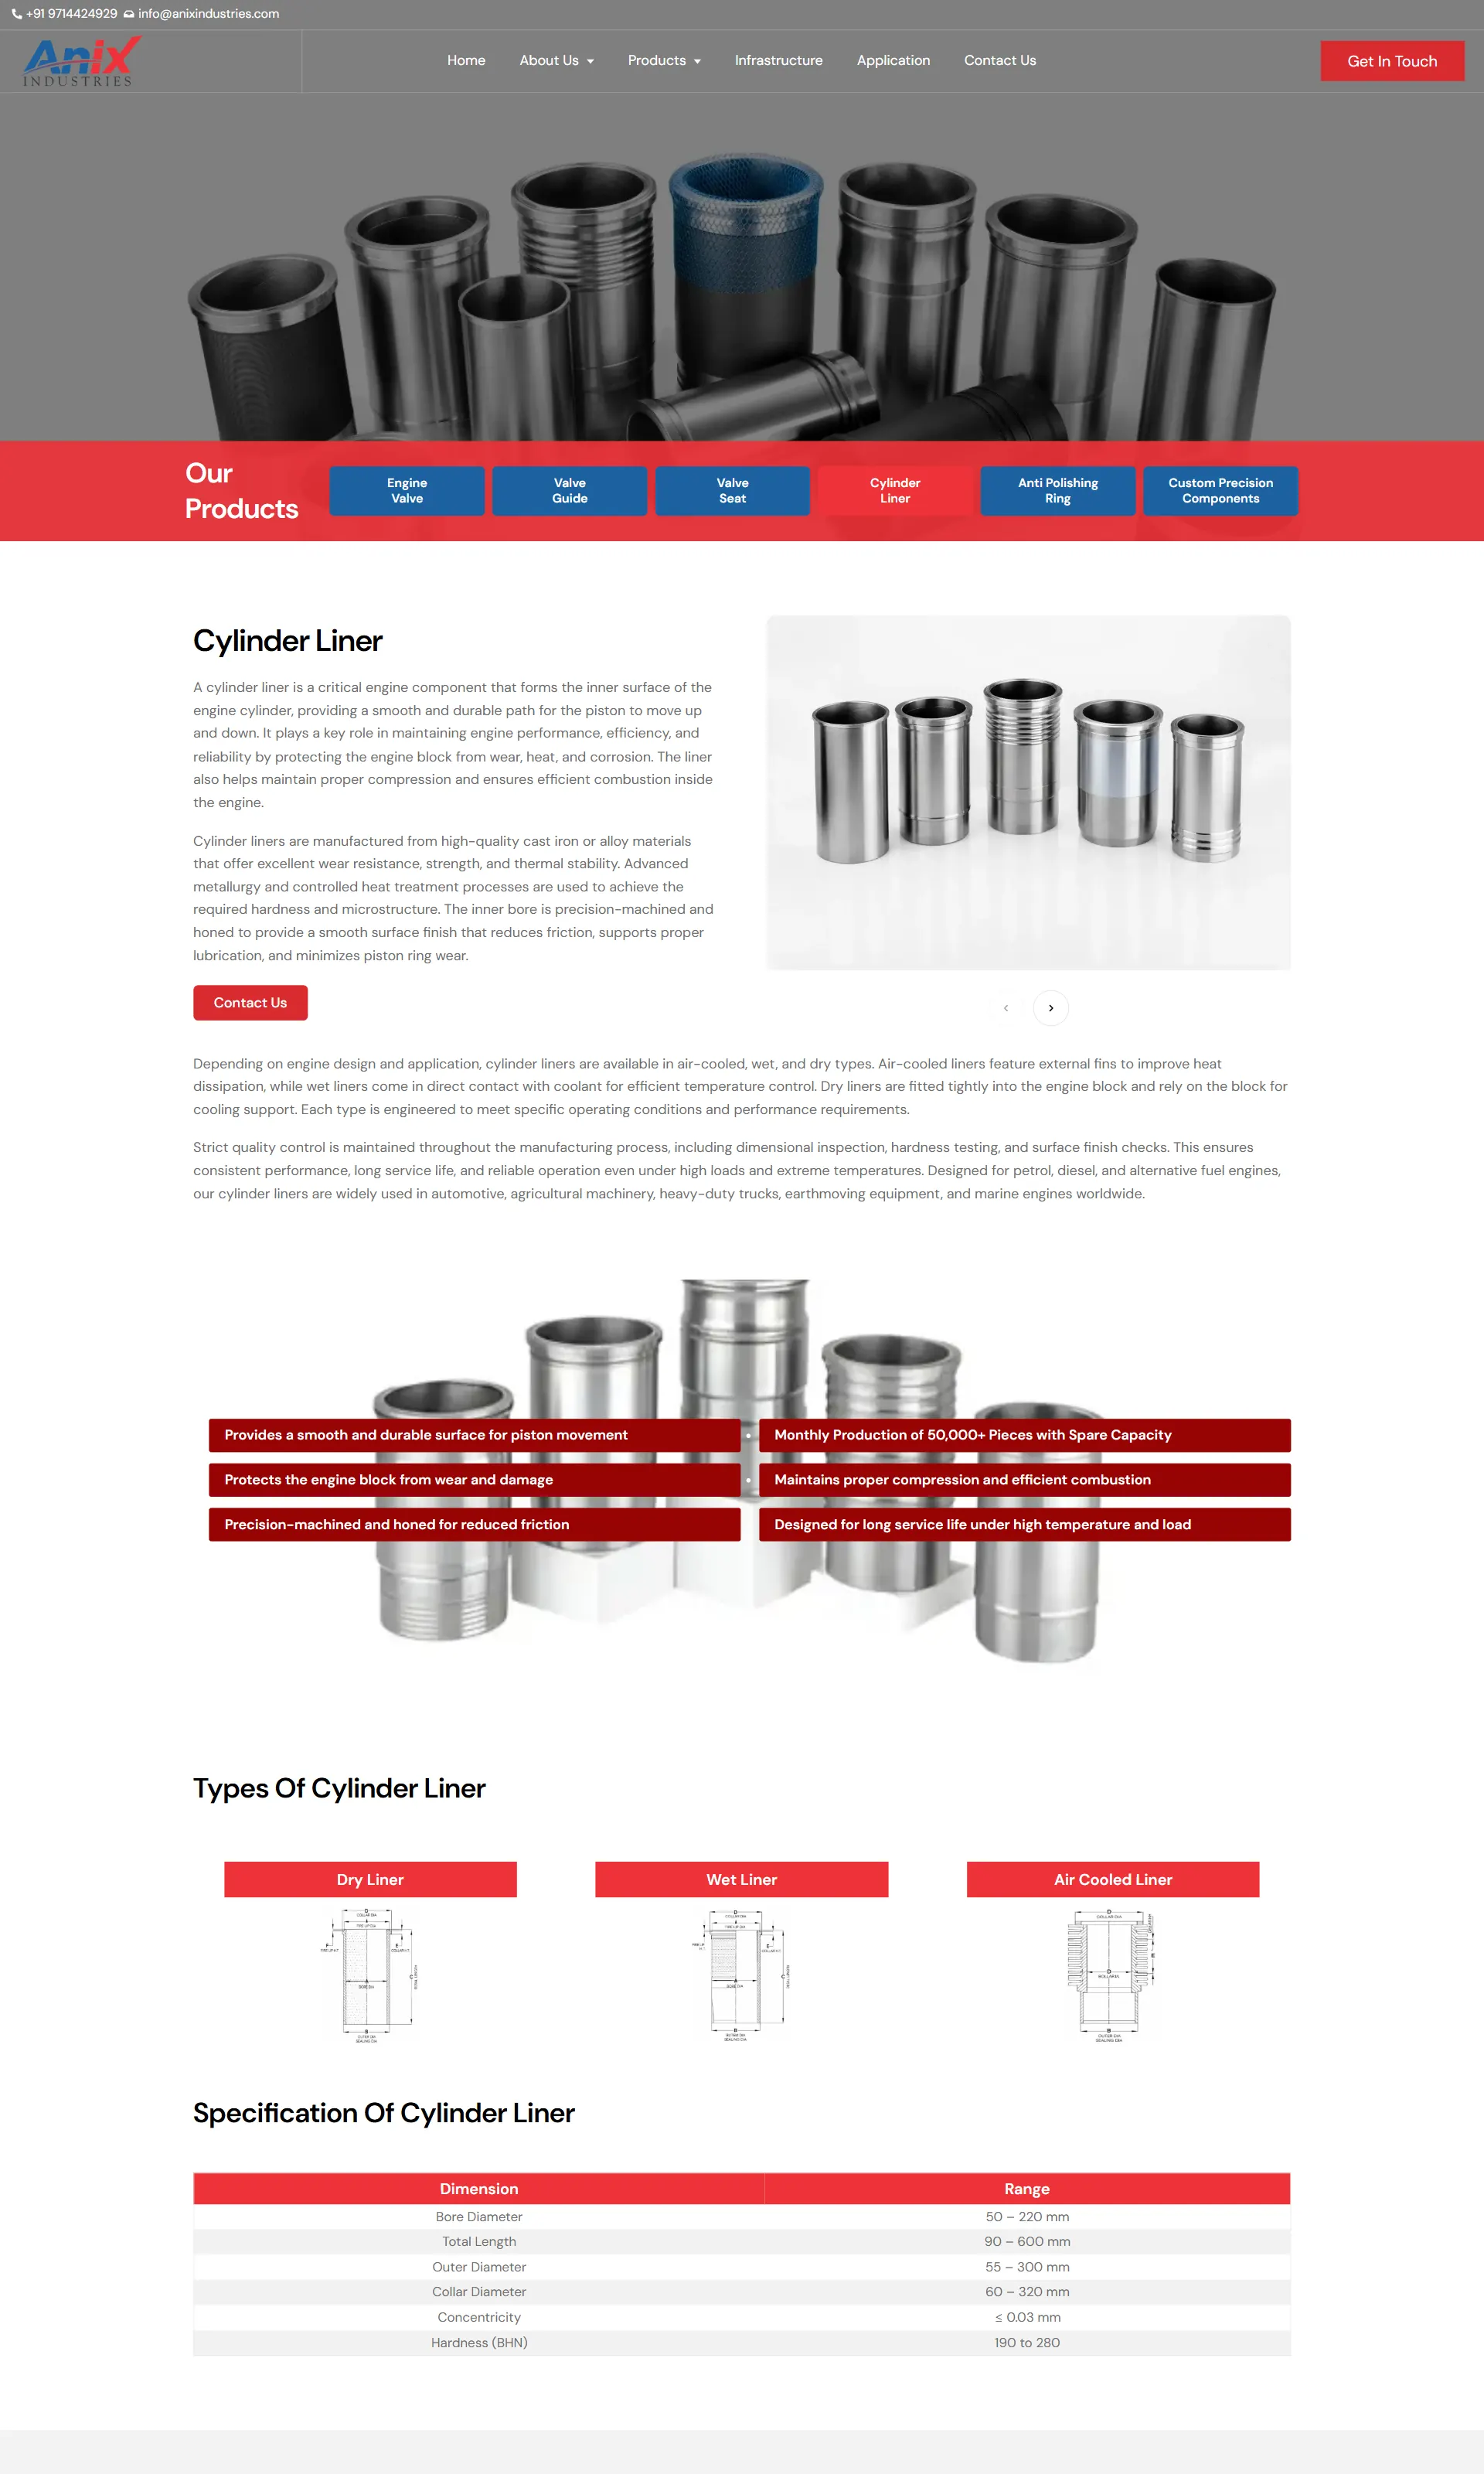 +91 9714424929 info@anixindustries.com
Anix
INDUSTRIES
Home About Us Products Infrastructure Application Contact Us
Get In Touch
Our
Products
Engine
Valve
Valve
Guide
Valve
Seat
Cylinder
Liner
Anti Polishing
Ring
Custom Precision
Components
Cylinder Liner
A cylinder liner is a critical engine component that forms the inner surface of the
engine cylinder, providing a smooth and durable path for the piston to move up
and down. It plays a key role in maintaining engine performance, efficiency, and
reliability by protecting the engine block from wear, heat, and corrosion. The liner
also helps maintain proper compression and ensures efficient combustion inside
the engine.
Cylinder liners are manufactured from high-quality cast iron or alloy materials
that offer excellent wear resistance, strength, and thermal stability. Advanced
metallurgy and controlled heat treatment processes are used to achieve the
required hardness and microstructure. The inner bore is precision-machined and
honed to provide a smooth surface finish that reduces friction, supports proper
lubrication, and minimizes piston ring wear.
Contact Us
Depending on engine design and application, cylinder liners are available in air-cooled, wet, and dry types. Air-cooled liners feature external fins to improve heat
dissipation, while wet liners come in direct contact with coolant for efficient temperature control. Dry liners are fitted tightly into the engine block and rely on the block for
cooling support. Each type is engineered to meet specific operating conditions and performance requirements.
Strict quality control is maintained throughout the manufacturing process, including dimensional inspection, hardness testing, and surface finish checks. This ensures
consistent performance, long service life, and reliable operation even under high loads and extreme temperatures. Designed for petrol, diesel, and alternative fuel engines,
our cylinder liners are widely used in automotive, agricultural machinery, heavy-duty trucks, earthmoving equipment, and marine engines worldwide.
Provides a smooth and durable surface for piston movement
Monthly Production of 50,000+ Pieces with Spare Capacity
Protects the engine block from wear and damage
Maintains proper compression and efficient combustion
Precision-machined and honed for reduced friction
Designed for long service life under high temperature and load
Types Of Cylinder Liner
Dry Liner
D
COLLAR DIA
A
BORE DIA
C
B
OUTER DIA
SEALING DIA
Wet Liner
D
COLLAR DIA
A
BORE DIA
C
B
SEALING DIA
Air Cooled Liner
D
COLLAR DIA
B
OUTER DIA
SEALING DIA
Specification Of Cylinder Liner
Dimension Range
Bore Diameter 50 – 220 mm
Total Length 90 – 600 mm
Outer Diameter 55 – 300 mm
Collar Diameter 60 – 320 mm
Concentricity ≤ 0.03 mm
Hardness (BHN) 190 to 280